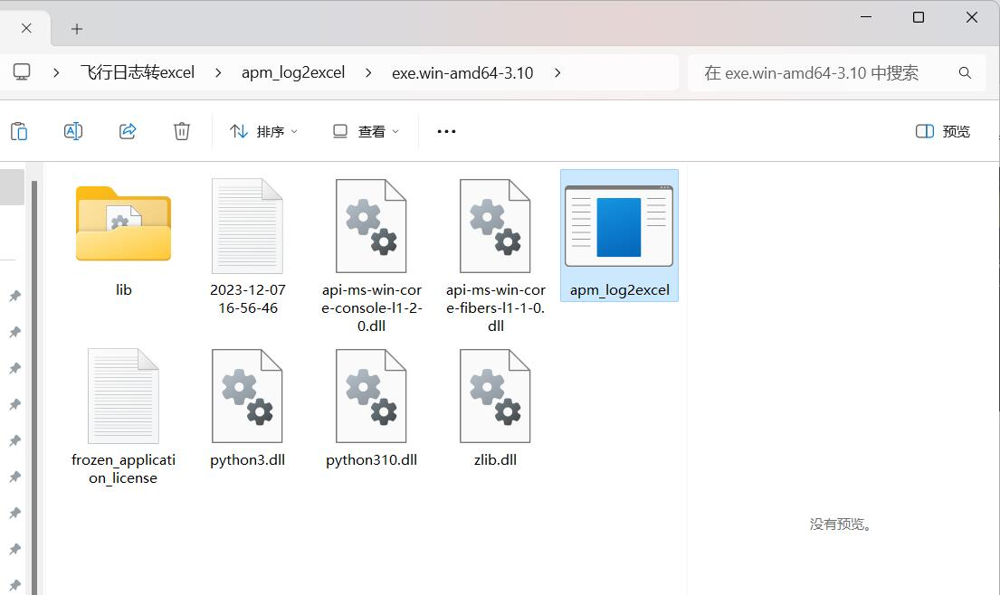 飞行日志转excel
apm_log2excel
exe.win-amd64-3.10
在 exe.win-amd64-3.10 中搜索
排序
查看
预览
lib
2023-12-07
16-56-46
api-ms-win-cor
e-console-l1-2-
0.dll
api-ms-win-cor
e-fibers-l1-1-0.
dll
apm_log2excel
frozen_applicati
on_license
python3.dll
python310.dll
zlib.dll
没有预览。